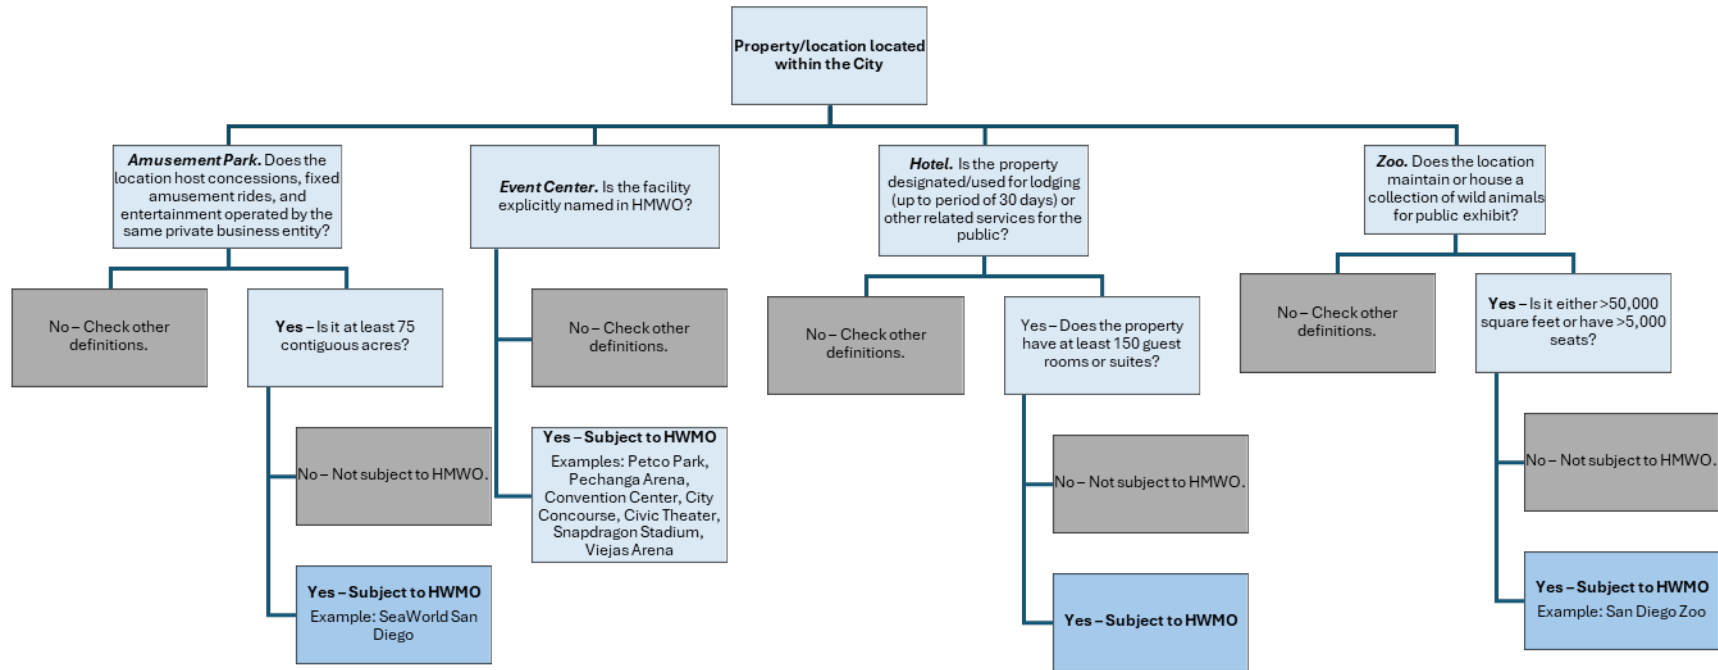 Property/location located
within the City
Amusement Park. Does the
location host concessions, fixed
amusement rides, and
entertainment operated by the
same private business entity?
Event Center. Is the facility
explicitly named in HMWO?
Hotel. Is the property
designated/used for lodging
(up to period of 30 days) or
other related services for the
public?
Zoo. Does the location
maintain or house a
collection of wild animals
for public exhibit?
No – Check other
definitions.
Yes – Is it at least 75
contiguous acres?
No – Check other
definitions.
No – Check other
definitions.
Yes – Does the property
have at least 150 guest
rooms or suites?
No – Check other
definitions.
Yes – Is it either >50,000
square feet or have >5,000
seats?
No – Not subject to HMWO.
Yes – Subject to HWMO
Examples: Petco Park,
Pechanga Arena,
Convention Center, City
Concourse, Civic Theater,
Snapdragon Stadium,
Viejas Arena
No – Not subject to HMWO.
No – Not subject to HMWO.
Yes – Subject to HWMO
Example: SeaWorld San
Diego
Yes – Subject to HWMO
Yes – Subject to HWMO
Example: San Diego Zoo